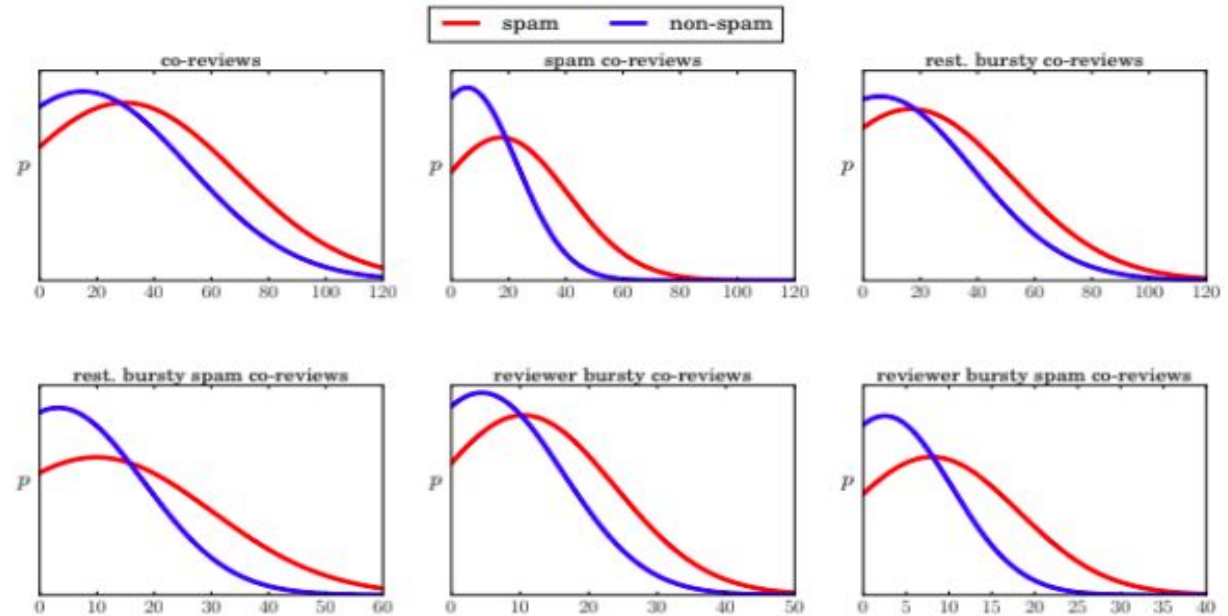 spam non-spam
co-reviews spam co-reviews rest. bursty co-reviews
p p p
0 20 40 60 80 100 120 0 20 40 60 80 100 120 0 20 40 60 80 100 120
rest. bursty spam co-reviews reviewer bursty co-reviews reviewer bursty spam co-reviews
p p p
0 10 20 30 40 50 60 0 10 20 30 40 50 0 5 10 15 20 25 30 35 40